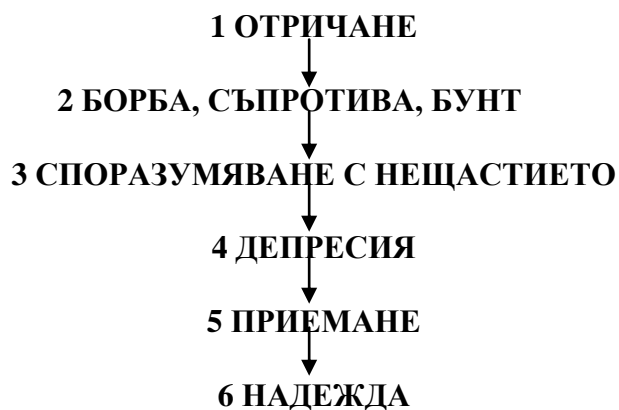 1 ОТРИЧАНЕ
2 БОРБА, СЪПРОТИВА, БУНТ
3 СПОРАЗУМЯВАНЕ С НЕЩАСТИЕТО
4 ДЕПРЕСИЯ
5 ПРИЕМАНЕ
6 НАДЕЖДА